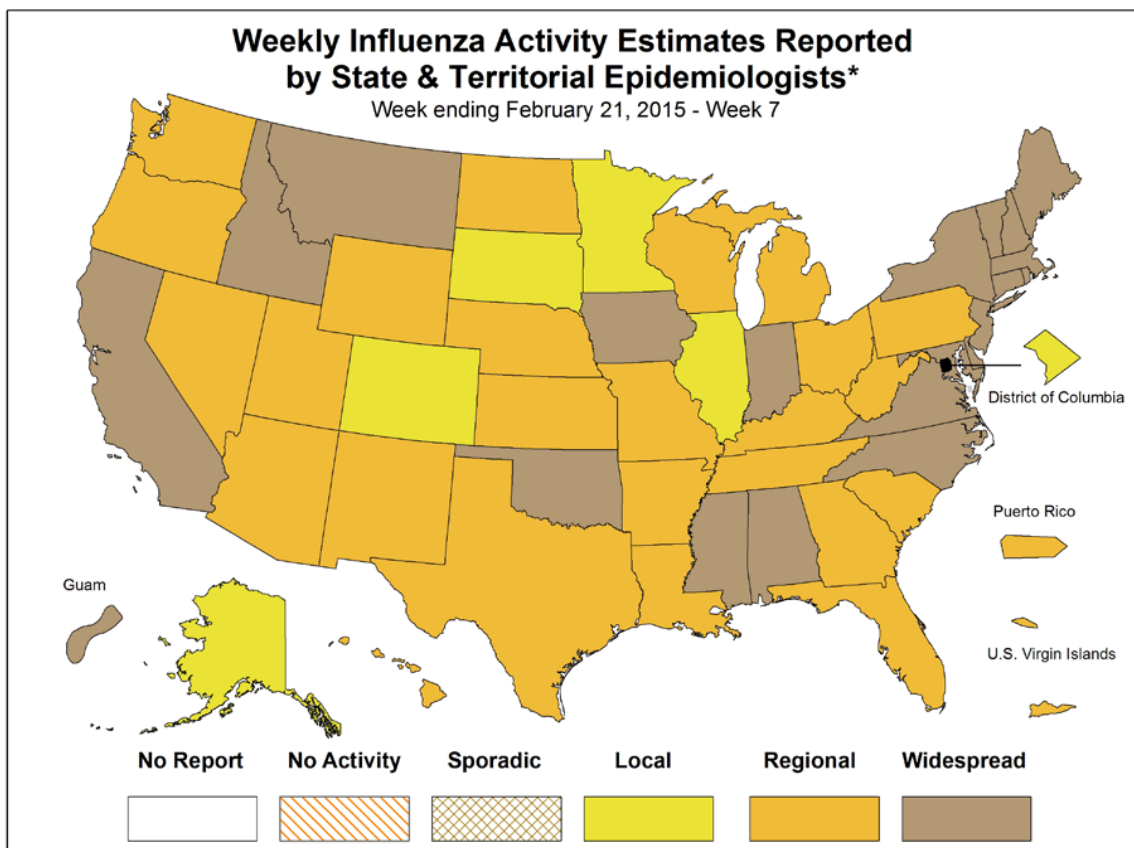 Weekly Influenza Activity Estimates Reported
by State & Territorial Epidemiologists*
Week ending February 21, 2015 - Week 7
District of Columbia
Puerto Rico
Guam
U.S. Virgin Islands
No Report No Activity Sporadic Local Regional Widespread